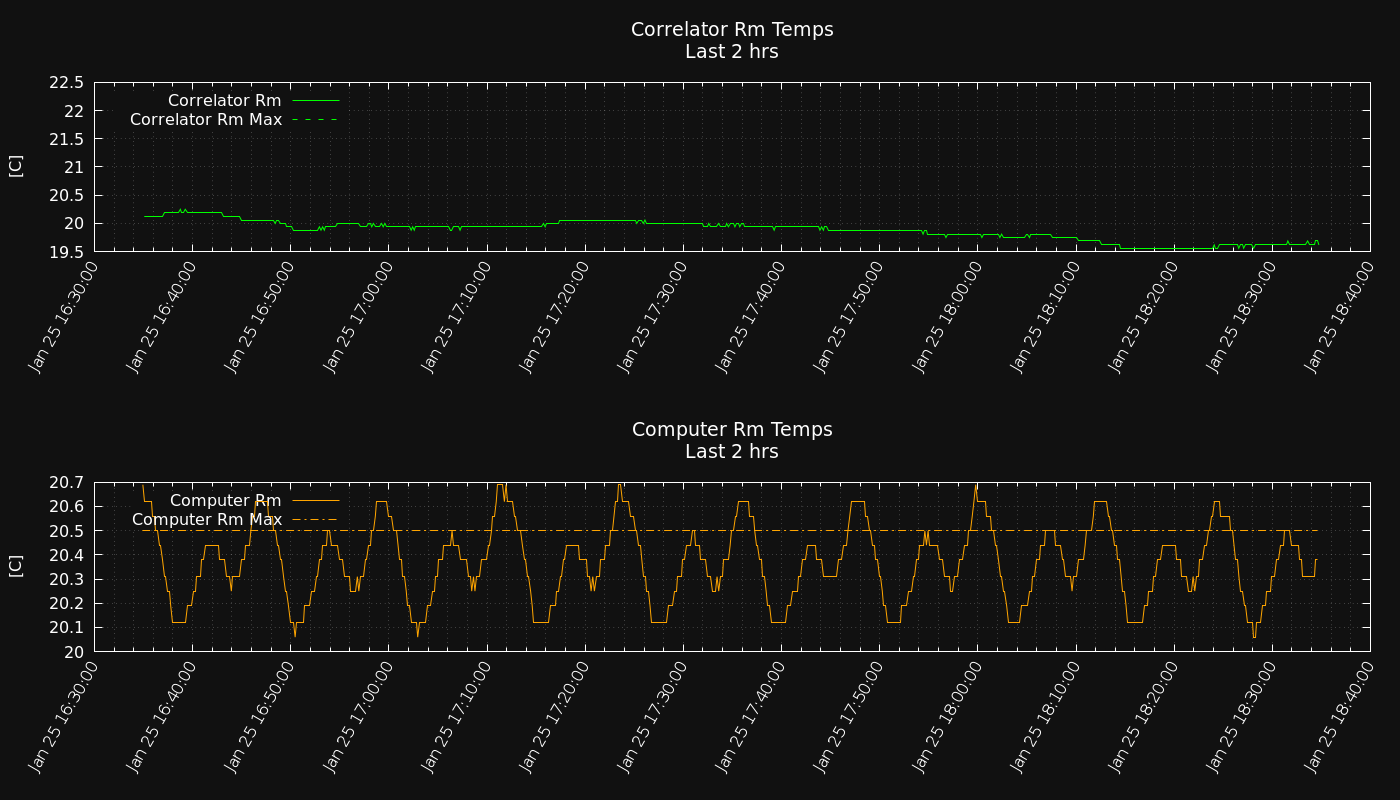 Correlator Rm Temps
Last 2 hrs
22.5
22
21.5
21
20.5
20
19.5
[C]
Correlator Rm
Correlator Rm Max
Jan 25 16:30:00
Jan 25 16:40:00
Jan 25 16:50:00
Jan 25 17:00:00
Jan 25 17:10:00
Jan 25 17:20:00
Jan 25 17:30:00
Jan 25 17:40:00
Jan 25 17:50:00
Jan 25 18:00:00
Jan 25 18:10:00
Jan 25 18:20:00
Jan 25 18:30:00
Jan 25 18:40:00
Computer Rm Temps
Last 2 hrs
20.7
20.6
20.5
20.4
20.3
20.2
20.1
20
[C]
Computer Rm
Computer Rm Max
Jan 25 16:30:00
Jan 25 16:40:00
Jan 25 16:50:00
Jan 25 17:00:00
Jan 25 17:10:00
Jan 25 17:20:00
Jan 25 17:30:00
Jan 25 17:40:00
Jan 25 17:50:00
Jan 25 18:00:00
Jan 25 18:10:00
Jan 25 18:20:00
Jan 25 18:30:00
Jan 25 18:40:00